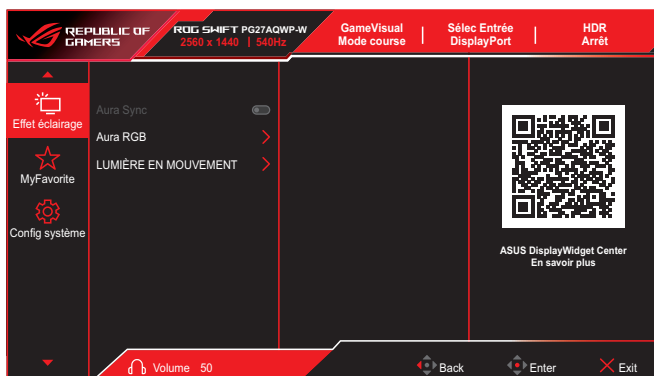 REPUBLIC OF
GAMERS
ROG SWIFT PG27AQWP-W
2560 x 1440 | 540Hz
GameVisual
Mode course
Sélec Entrée
DisplayPort
HDR
Arrêt
Effet éclairage
MyFavorite
Config système
Aura Sync
Aura RGB
LUMIÈRE EN MOUVEMENT
ASUS DisplayWidget Center
En savoir plus
Volume 50
Back
Enter
Exit